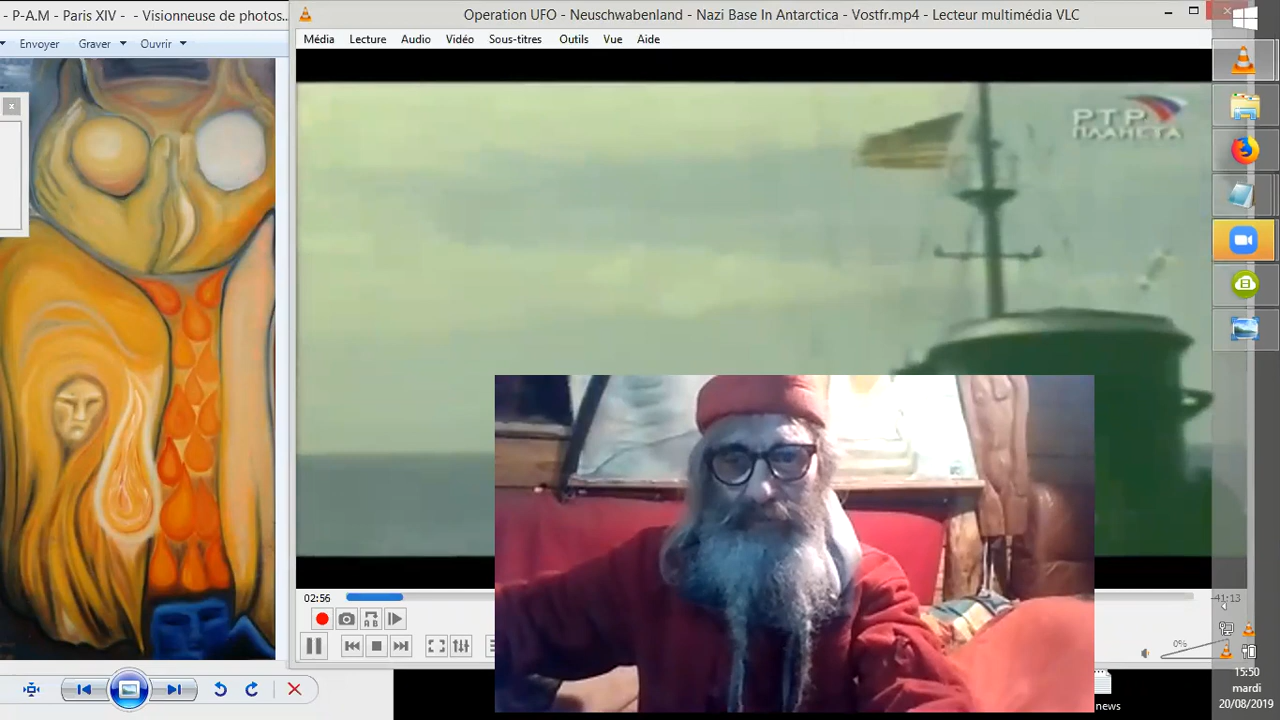 - P-A-M - Paris XIV - - Visionneuse de photos...
Envoyer Graver Ouvrir
Operation UFO - Neuschwabenland - Nazi Base In Antarctica - Vostfr.mp4 - Lecteur multimédia VLC
Média Lecture Audio Vidéo Sous-titres Outils Vue Aide
РТР
ПЛАНЕТА
02:56
41:13
A B
0%
15:50
mardi
20/08/2019
news